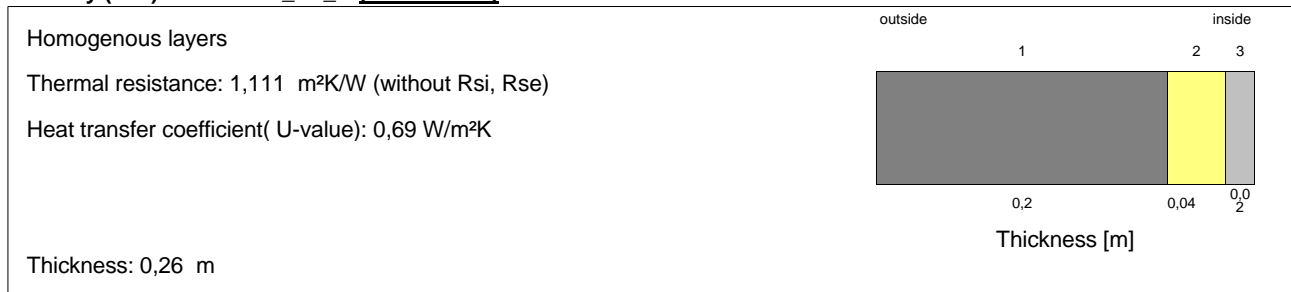 Homogenous layers
Thermal resistance: 1,111 m²K/W (without Rsi, Rse)
Heat transfer coefficient( U-value): 0,69 W/m²K
Thickness: 0,26 m
outside inside
1 2 3
0,2 0,04 0,0
2
Thickness [m]